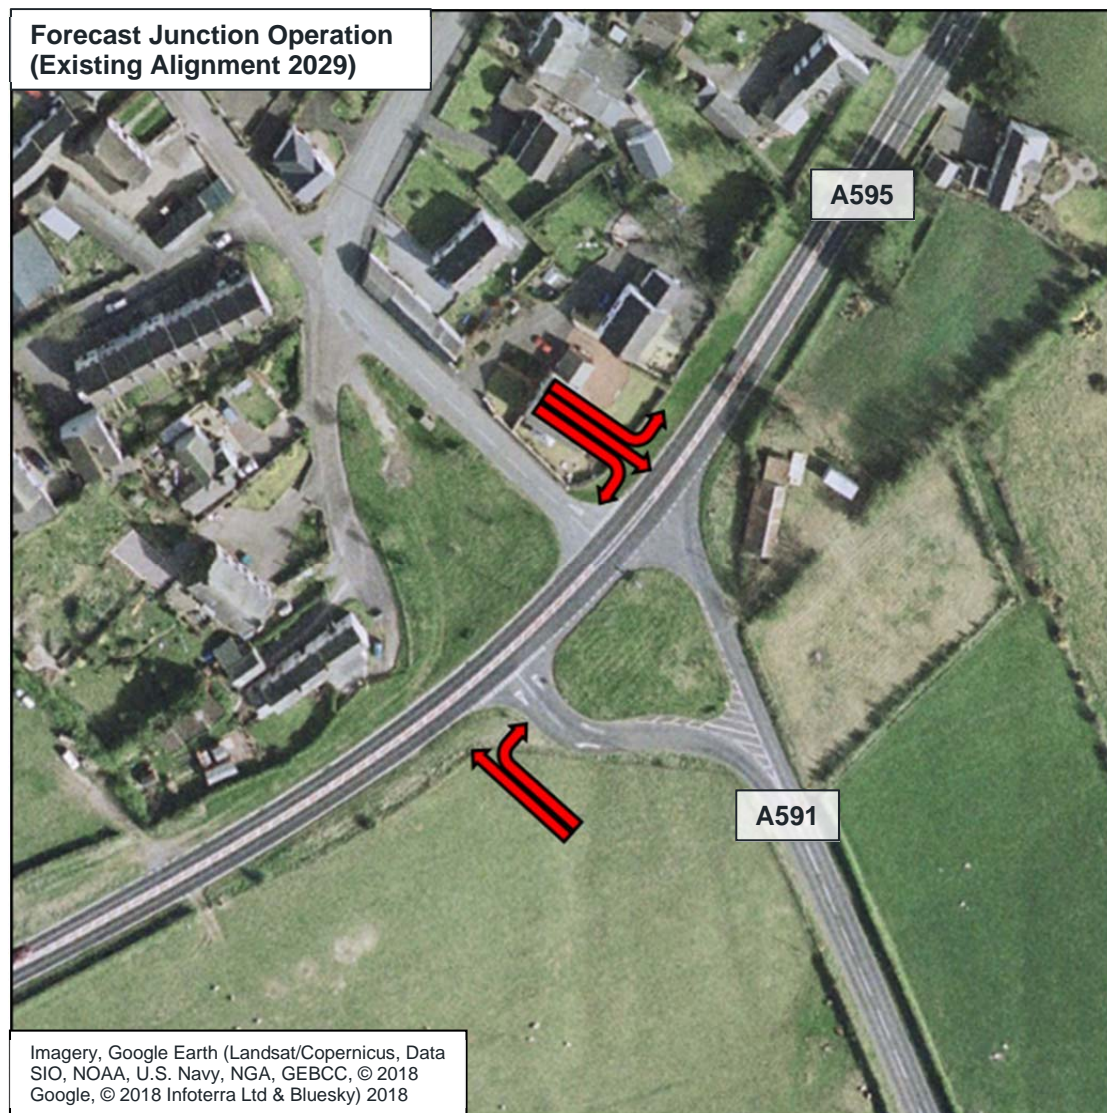 Forecast Junction Operation
(Existing Alignment 2029)
A595
A591
Imagery, Google Earth (Landsat/Copernicus, Data
SIO, NOAA, U.S. Navy, NGA, GEBCC, © 2018
Google, © 2018 Infoterra Ltd & Bluesky) 2018